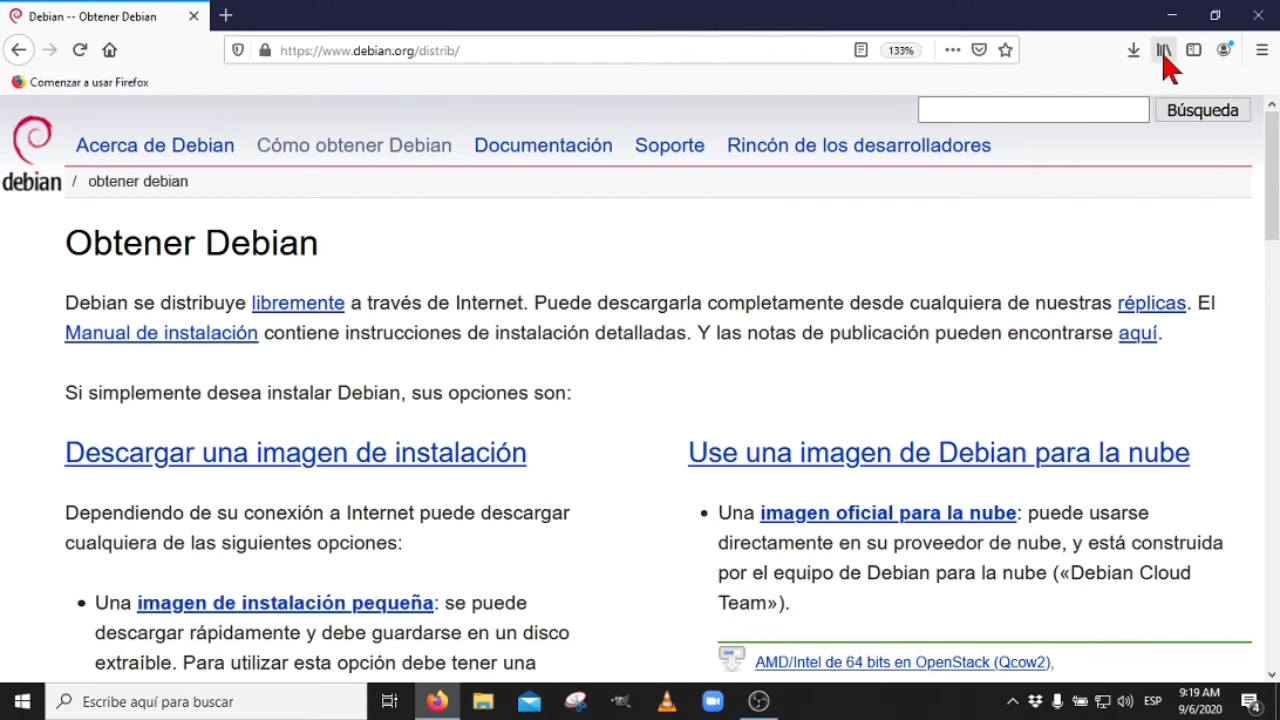 Debian -- Obtener Debian
https://www.debian.org/distrib/
133%
Comenzar a usar Firefox
Búsqueda
debian
Acerca de Debian Cómo obtener Debian Documentación Soporte Rincón de los desarrolladores
/ obtener debian
Obtener Debian
Debian se distribuye libremente a través de Internet. Puede descargarla completamente desde cualquiera de nuestras réplicas. El
Manual de instalación contiene instrucciones de instalación detalladas. Y las notas de publicación pueden encontrarse aquí.
Si simplemente desea instalar Debian, sus opciones son:
Descargar una imagen de instalación
Dependiendo de su conexión a Internet puede descargar
cualquiera de las siguientes opciones:
• Una imagen de instalación pequeña: se puede
descargar rápidamente y debe guardarse en un disco
extraíble. Para utilizar esta opción debe tener una
Use una imagen de Debian para la nube
• Una imagen oficial para la nube: puede usarse
directamente en su proveedor de nube, y está construida
por el equipo de Debian para la nube («Debian Cloud
Team»).
AMD/Intel de 64 bits en OpenStack (Qcow2),
Escribe aquí para buscar
ESP
9:19 AM
9/6/2020
4